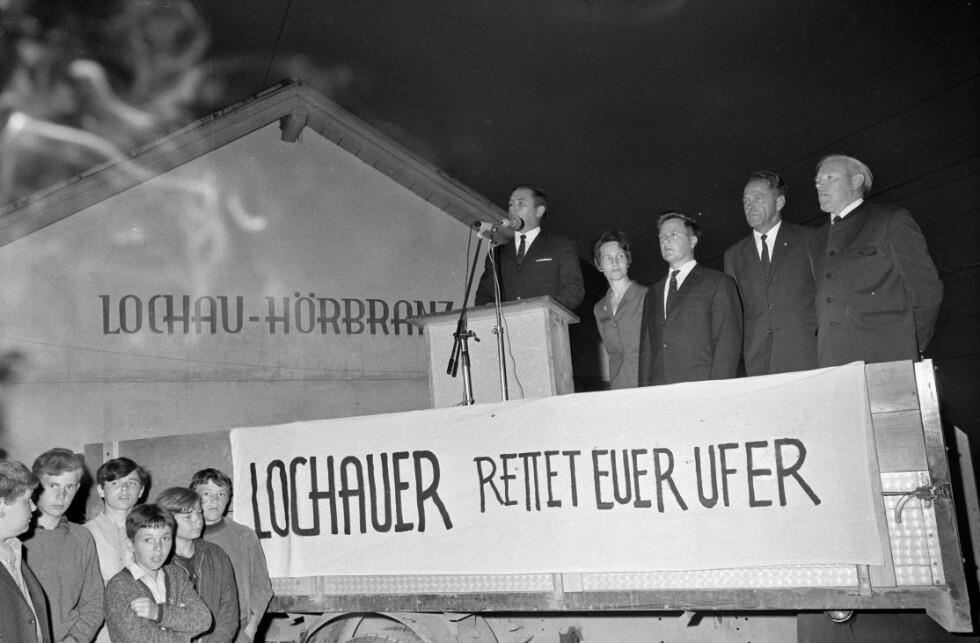 LOCHAU-HÖRBRANZ
LOCHAUER RETTET EUER UFER